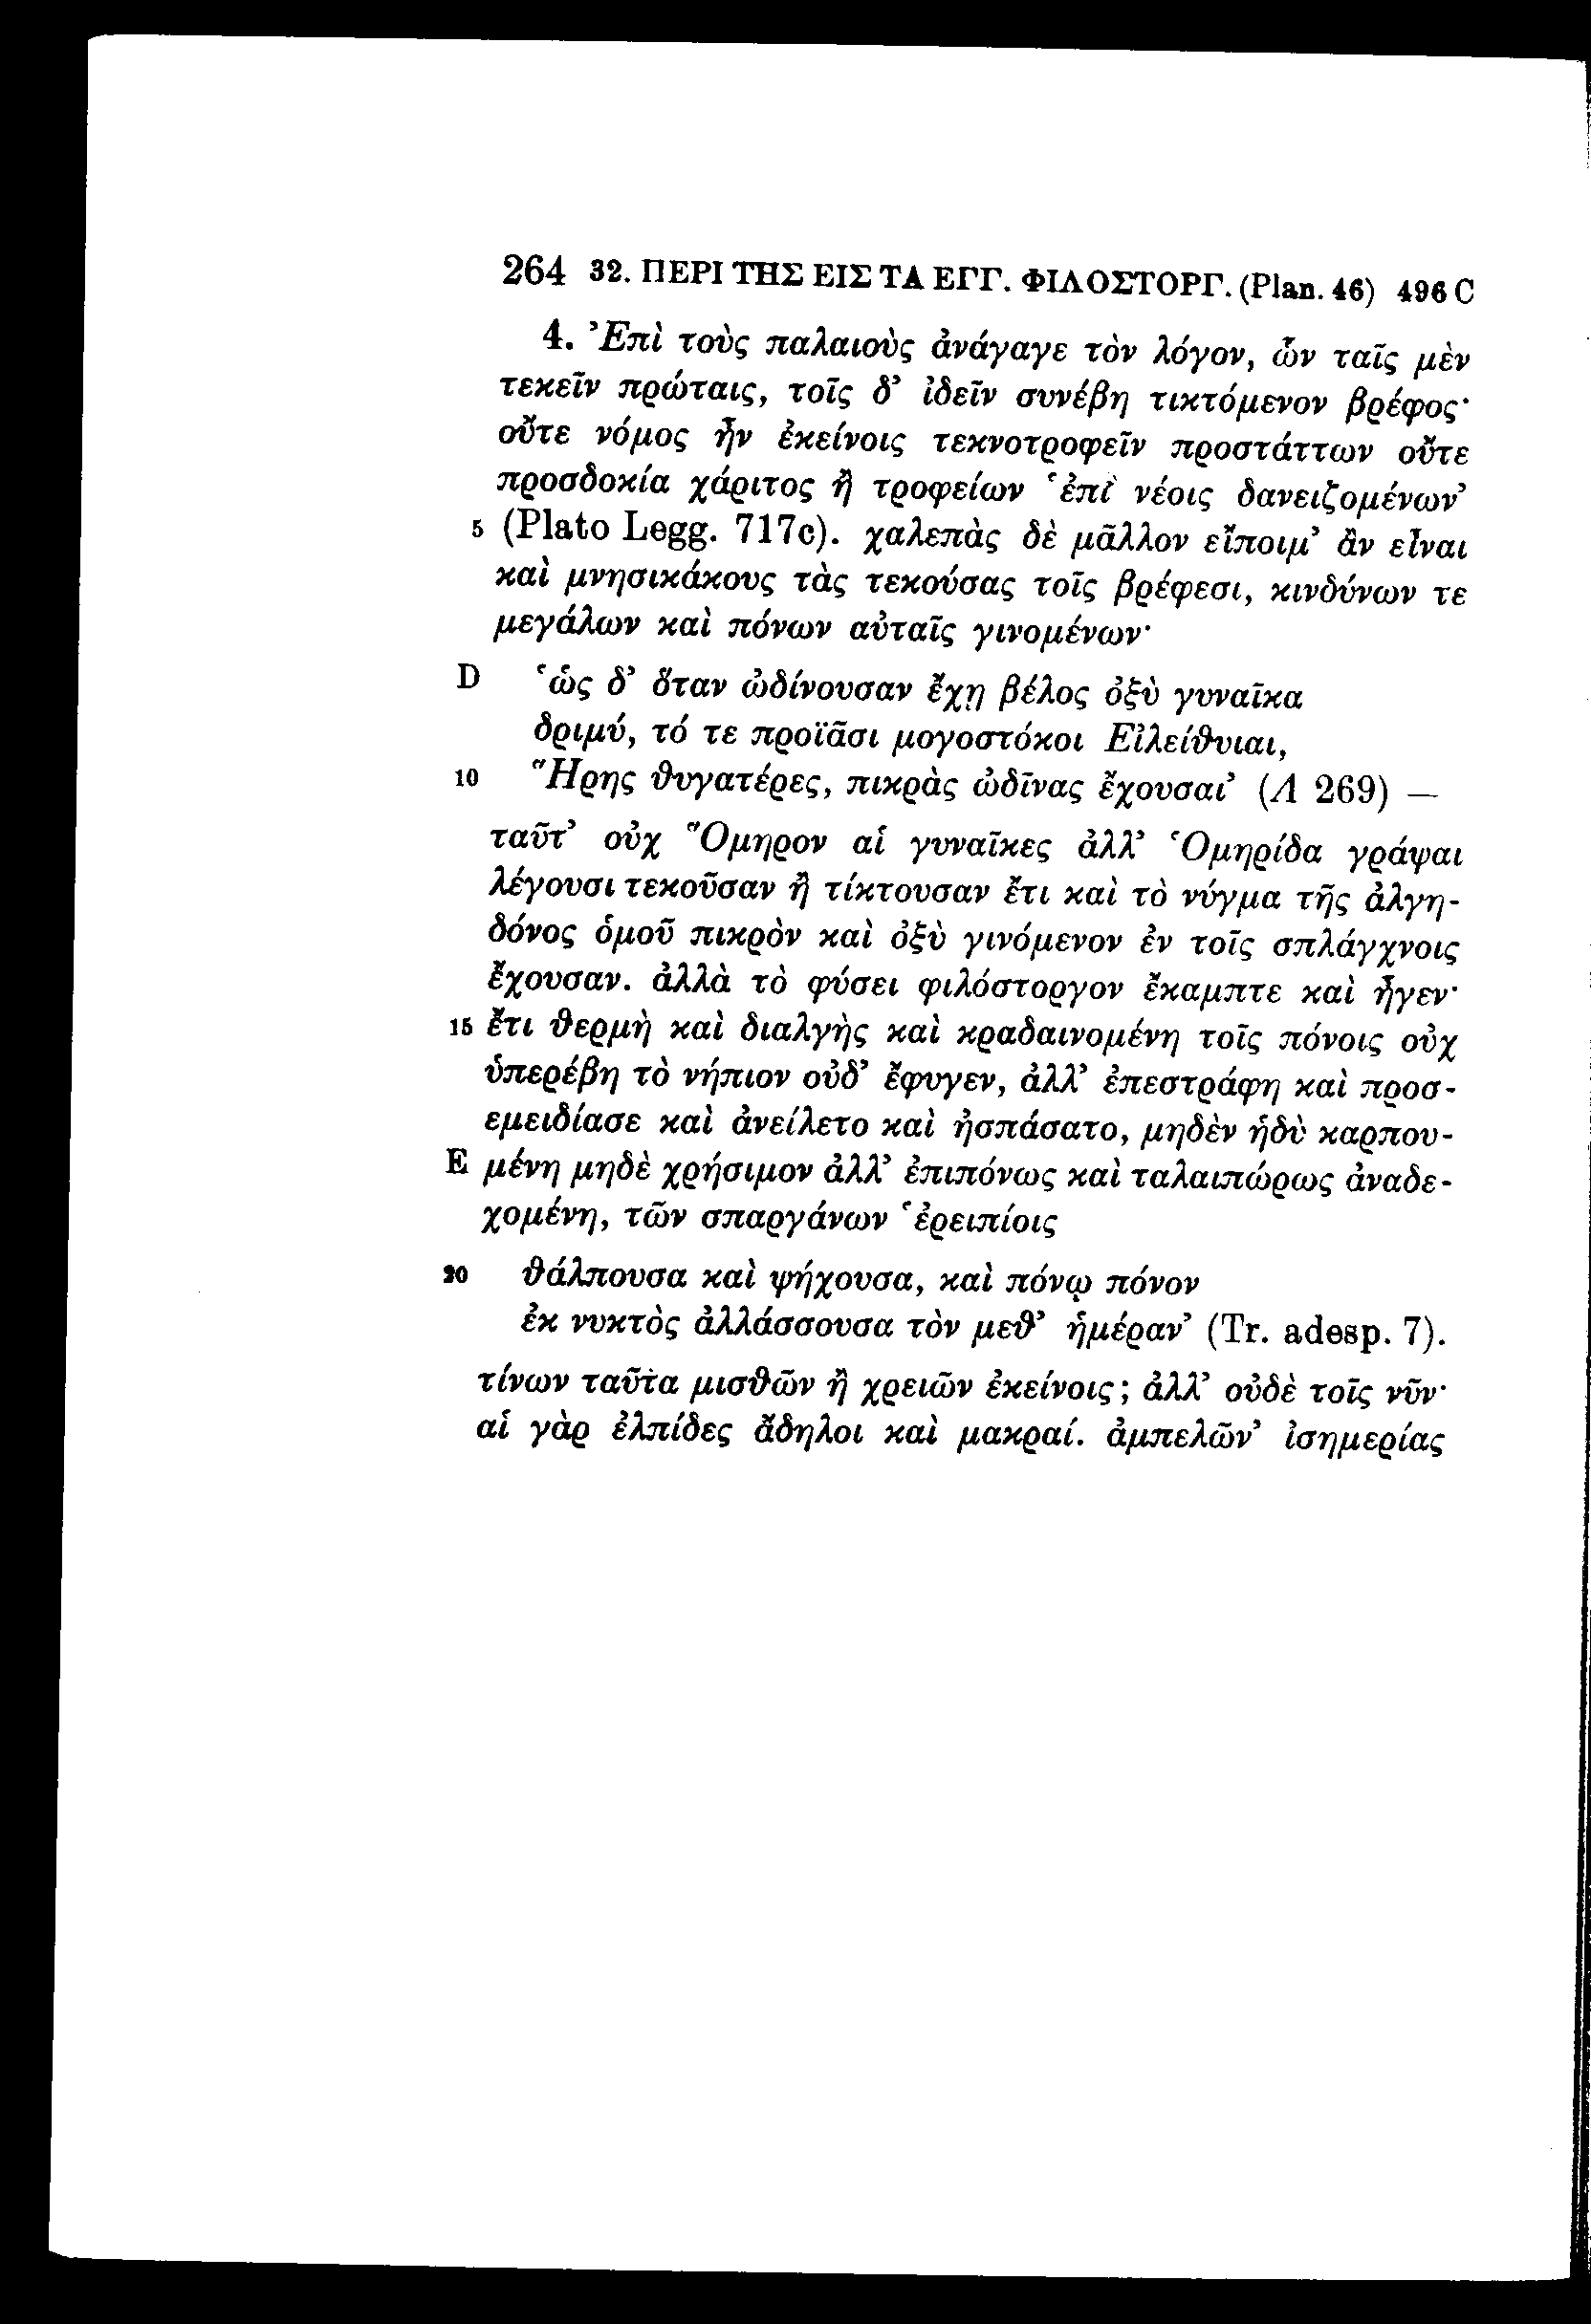 264 32. ΠΕΡΙ ΤΗΣ ΕΙΣ ΤΑ ΕΓΓ. ΦΙΛΟΣΤΟΡΓ. (Plan. 46) 496 C
4. Ἐπὶ τοὺς παλαιοὺς ἀνάγαγε τὸν λόγον, ὧν ταῖς μὲν
τεκεῖν πρώταις, τοῖς δ’ ἰδεῖν συνέβη τικτόμενον βρέφος·
οὔτε νόμος ἦν ἐκείνοις τεκνοτροφεῖν προστάττων οὔτε
προσδοκία χάριτος ἢ τροφείων ‘ἐπὶ νέοις δανειζομένων’
5 (Plato Legg. 717c). χαλεπὰς δὲ μᾶλλον εἴποιμ’ ἂν εἶναι
καὶ μνησικάκους τὰς τεκούσας τοῖς βρέφεσι, κινδύνων τε
μεγάλων καὶ πόνων αὐταῖς γινομένων·
D ‘ὡς δ’ ὅταν ὠδίνουσαν ἔχῃ βέλος ὀξὺ γυναῖκα
δριμύ, τό τε προϊᾶσι μογοστόκοι Εἰλείθυιαι,
10 Ἥρης θυγατέρες, πικρὰς ὠδῖνας ἔχουσαι’ (Λ 269) —
ταῦτ’ οὐχ Ὅμηρον αἱ γυναῖκες ἀλλ’ Ὁμηρίδα γράψαι
λέγουσι τεκοῦσαν ἢ τίκτουσαν ἔτι καὶ τὸ νύγμα τῆς ἀλγη-
δόνος ὁμοῦ πικρὸν καὶ ὀξὺ γινόμενον ἐν τοῖς σπλάγχνοις
ἔχουσαν. ἀλλὰ τὸ φύσει φιλόστοργον ἔκαμπτε καὶ ἦγεν·
15 ἔτι θερμὴ καὶ διαλγὴς καὶ κραδαινομένη τοῖς πόνοις οὐχ
ὑπερέβη τὸ νήπιον οὐδ’ ἔφυγεν, ἀλλ’ ἐπεστράφη καὶ προσ-
εμειδίασε καὶ ἀνείλετο καὶ ἠσπάσατο, μηδὲν ἡδὺ καρπου-
E μένη μηδὲ χρήσιμον ἀλλ’ ἐπιπόνως καὶ ταλαιπώρως ἀναδε-
χομένη, τῶν σπαργάνων ‘ἐρειπίοις
20 θάλπουσα καὶ ψήχουσα, καὶ πόνῳ πόνον
ἐκ νυκτὸς ἀλλάσσουσα τὸν μεθ’ ἡμέραν’ (Tr. adesp. 7).
τίνων ταῦτα μισθῶν ἢ χρειῶν ἐκείνοις; ἀλλ’ οὐδὲ τοῖς νῦν·
αἱ γὰρ ἐλπίδες ἄδηλοι καὶ μακραί. ἀμπελῶν’ ἰσημερίας